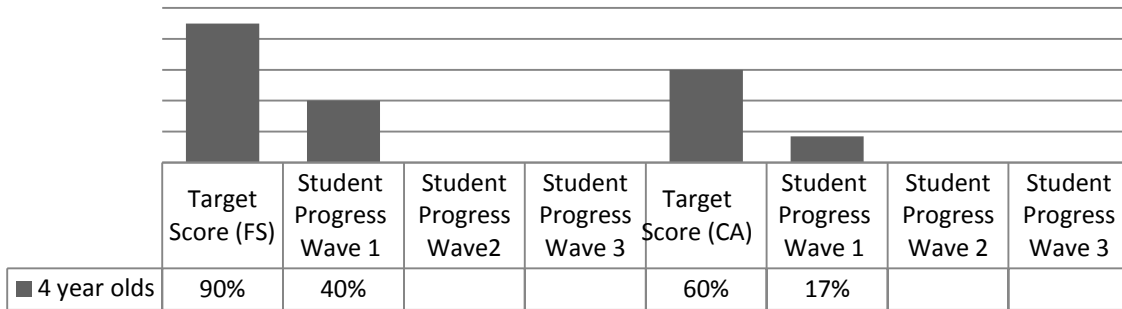 Target
Score (FS)
Student
Progress
Wave 1
Student
Progress
Wave2
Student
Progress
Wave 3
Target
Score (CA)
Student
Progress
Wave 1
Student
Progress
Wave 2
Student
Progress
Wave 3
4 year olds 90% 40% 60% 17%